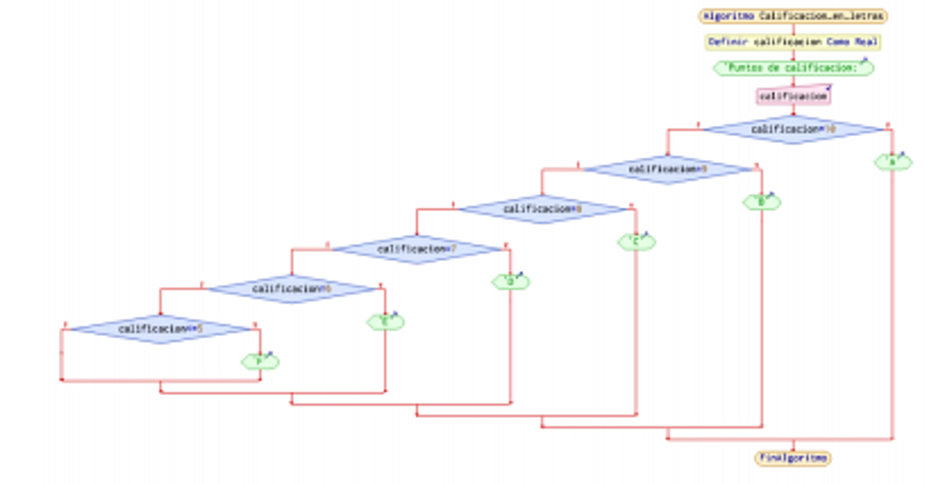 Algoritmo Calificacion_en_letras
Definir calificacion Como Real
'Puntos de calificacion:'
calificacion
F calificacion=10 V
'A'
F calificacion=9 V
'B'
F calificacion=8 V
'C'
F calificacion=7 V
'D'
F calificacion=6 V
'E'
F calificacion<=5 V
'F'
FinAlgoritmo